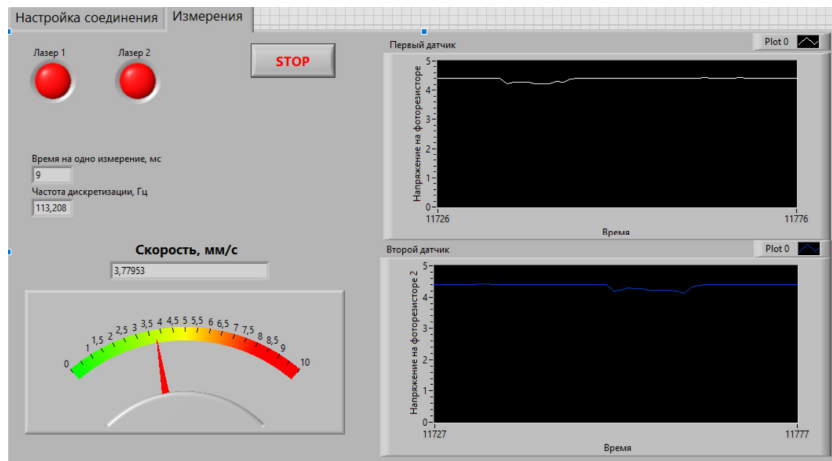 Настройка соединения Измерения
Лазер 1 Лазер 2
STOP
Время на одно измерение, мс
9
Частота дискретизации, Гц
113,208
Скорость, мм/с
3,77953
0 1 1,5 2 2,5 3 3,5 4 4,5 5 5,5 6 6,5 7 7,5 8 8,5 9 10
Первый датчик
Plot 0
Напряжение на фоторезисторе
5
4
3
2
1
0
11726 11776
Время
Второй датчик
Plot 0
Напряжение на фоторезисторе 2
5
4
3
2
1
0
11727 11777
Время